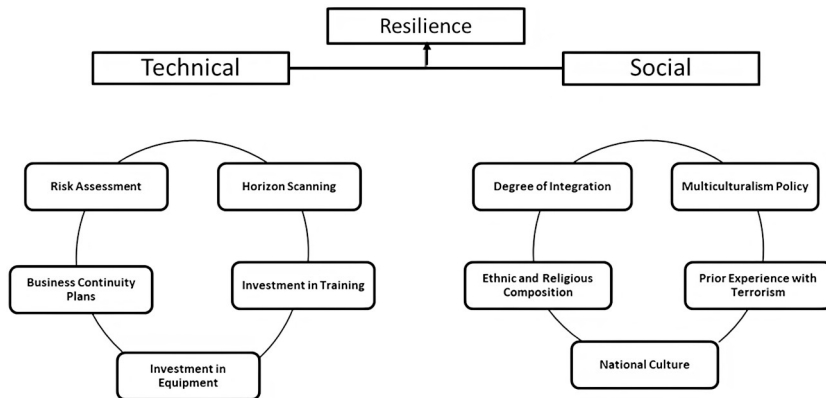 Resilience
Technical
Social
Risk Assessment
Horizon Scanning
Business Continuity
Plans
Investment in Training
Investment in
Equipment
Degree of Integration
Multiculturalism Policy
Ethnic and Religious
Composition
Prior Experience with
Terrorism
National Culture